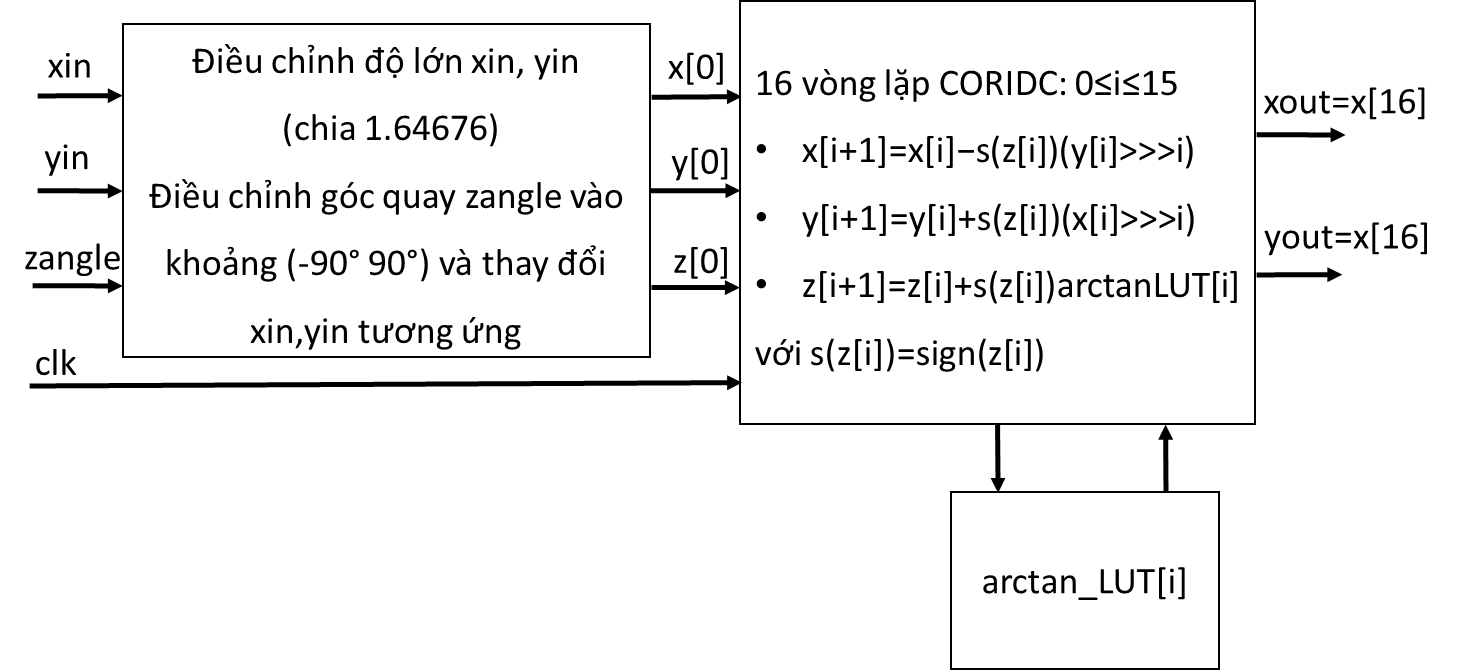 xin
yin
zangle
clk
Điều chỉnh độ lớn xin, yin
(chia 1.64676)
Điều chỉnh góc quay zangle vào
khoảng (-90° 90°) và thay đổi
xin,yin tương ứng
x[0]
y[0]
z[0]
16 vòng lặp CORIDC: 0≤i≤15
• x[i+1]=x[i]−s(z[i])(y[i]>>>i)
• y[i+1]=y[i]+s(z[i])(x[i]>>>i)
• z[i+1]=z[i]+s(z[i])arctanLUT[i]
với s(z[i])=sign(z[i])
xout=x[16]
yout=x[16]
arctan_LUT[i]